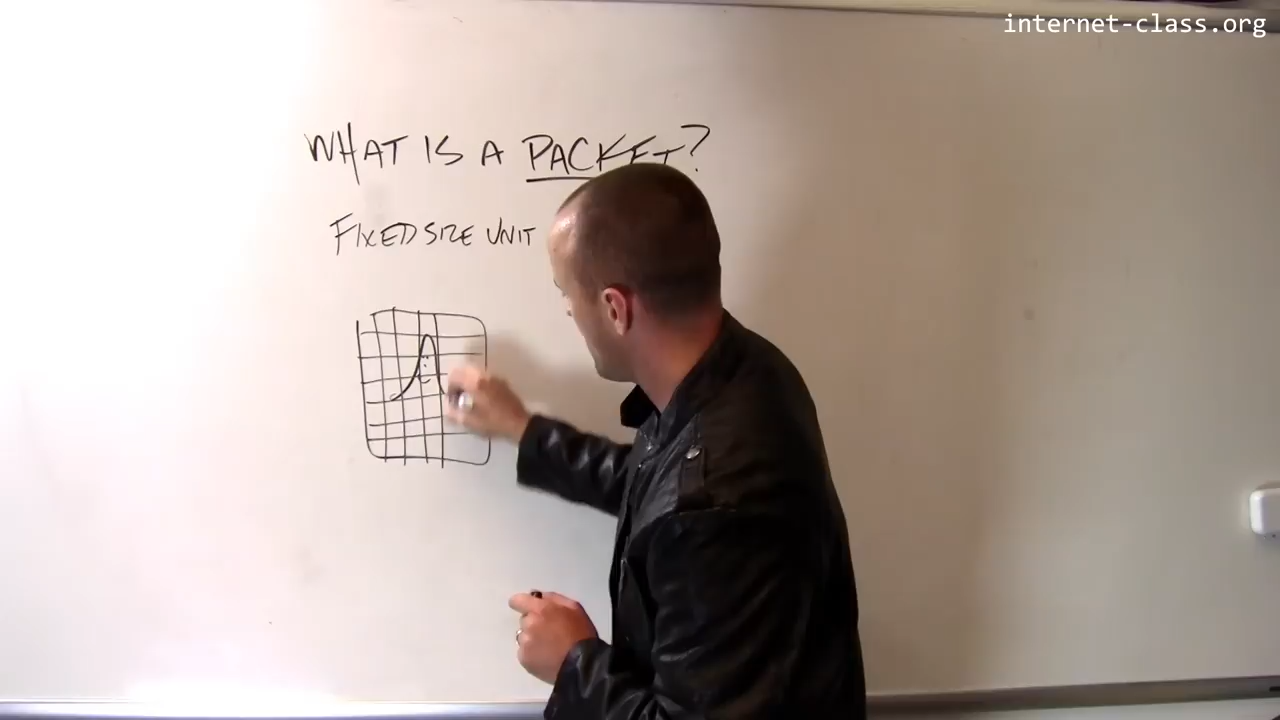 internet-class.org
WHAT IS A PACKET?
FIXED SIZE UNIT